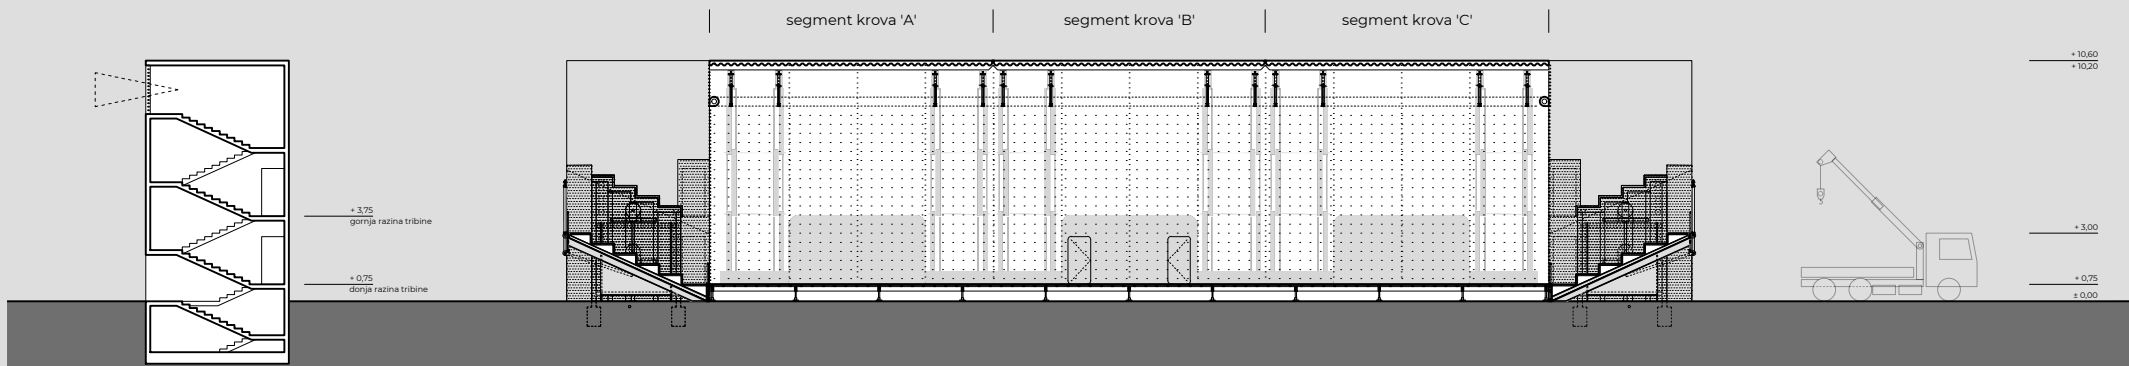 segment krova 'A'
segment krova 'B'
segment krova 'C'
+ 10,60
+ 10,20
+ 3,75
gornja razina tribine
+ 3,00
+ 0,75
donja razina tribine
+ 0,75
± 0,00